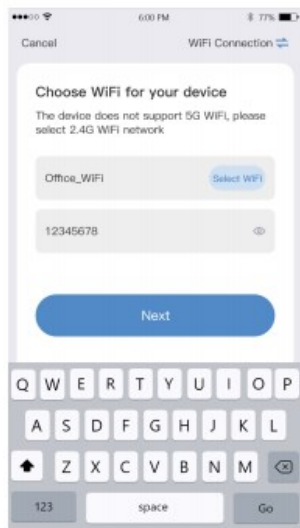 6:00 PM 77%
Cancel WiFi Connection
Choose WiFi for your device
The device does not support 5G WiFi, please
select 2.4G WiFi network
Office_WiFi Select WiFi
12345678
Next
Q W E R T Y U I O P
A S D F G H J K L
Z X C V B N M
123 space Go